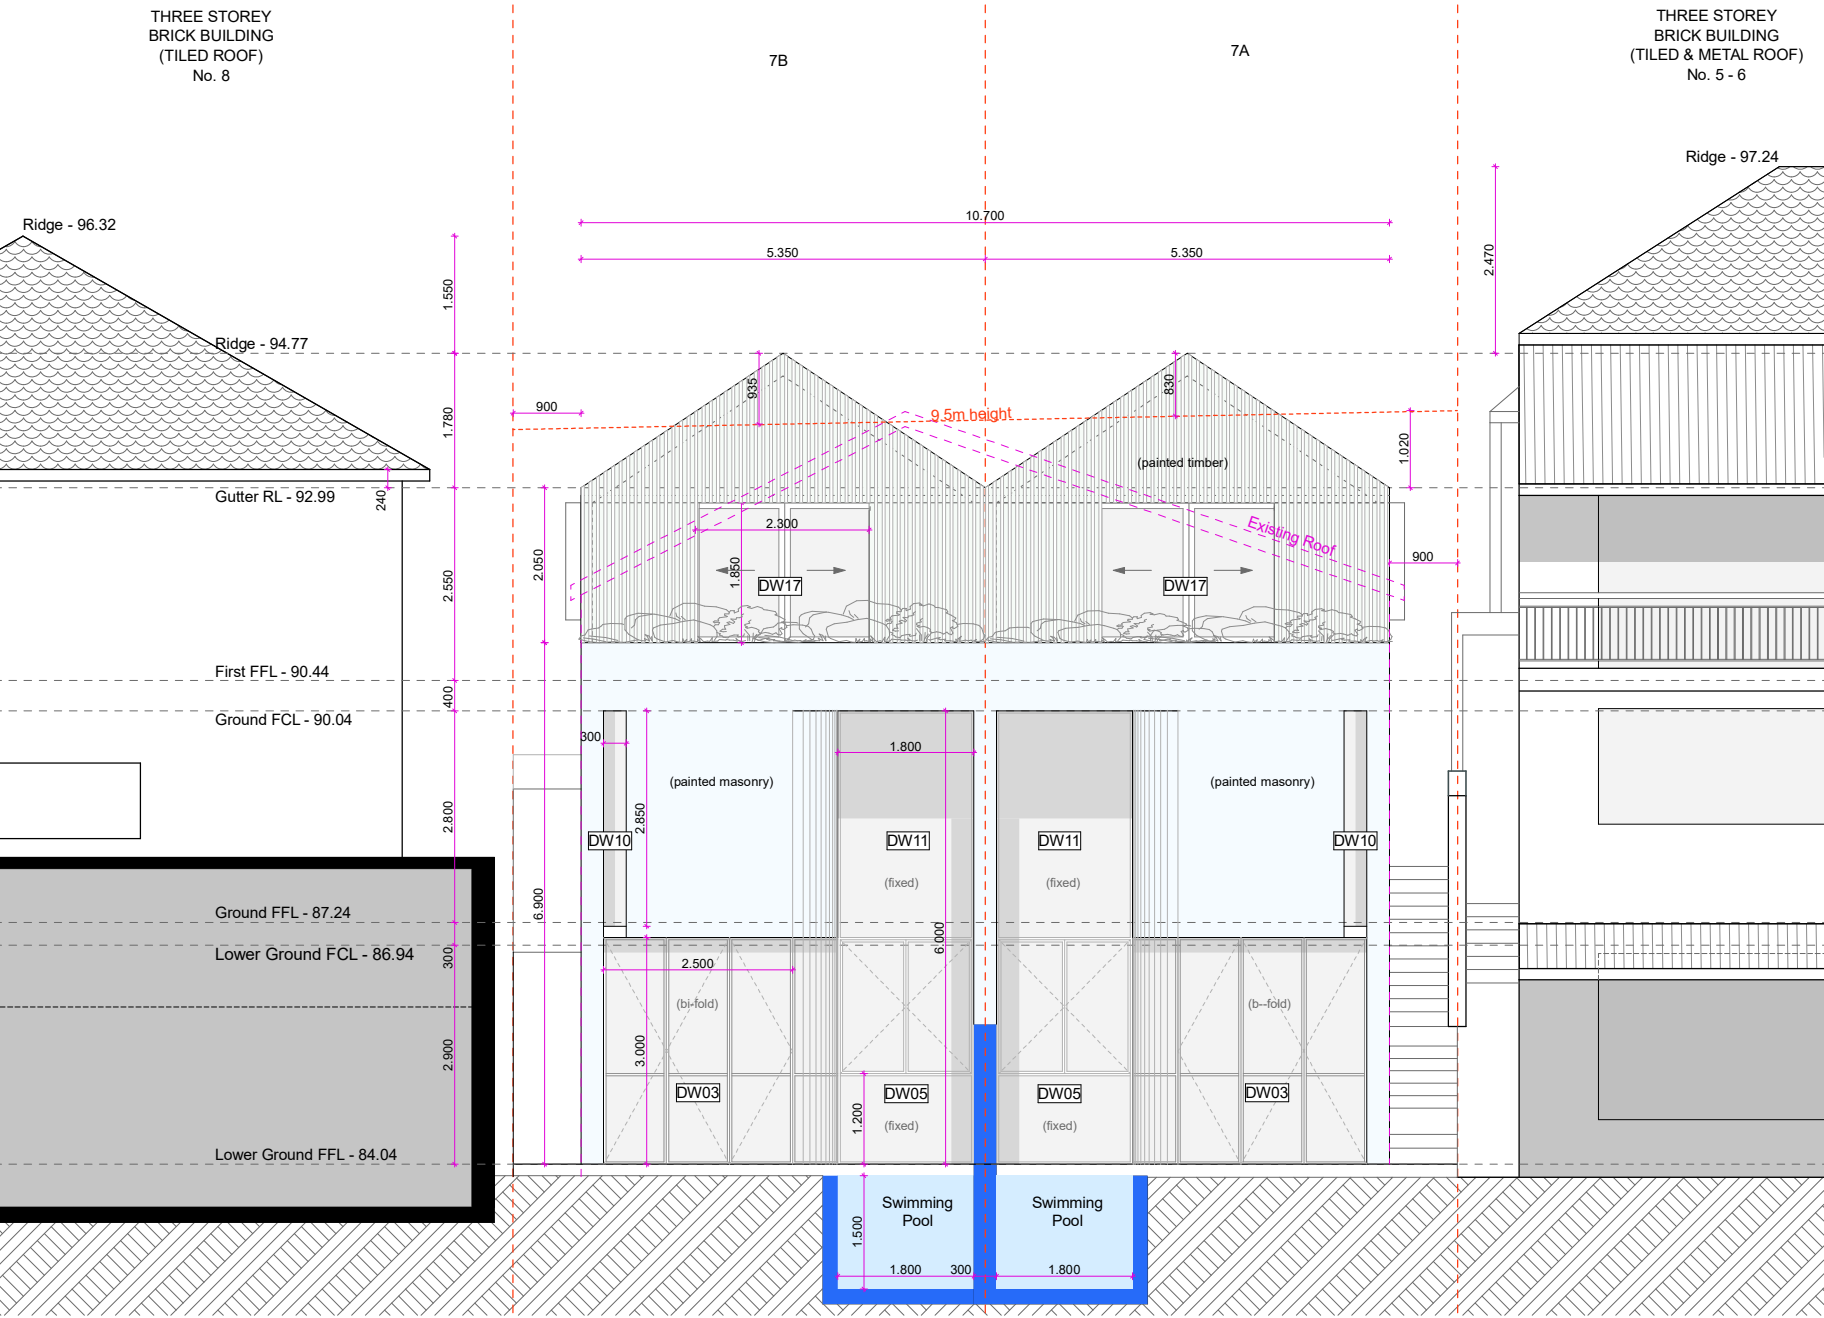 THREE STOREY
BRICK BUILDING
(TILED ROOF)
No. 8
7B
7A
THREE STOREY
BRICK BUILDING
(TILED & METAL ROOF)
No. 5 - 6
Ridge - 97.24
Ridge - 96.32
10.700
5.350
5.350
2.470
1.550
Ridge - 94.77
935
830
900
9.5m height
1.780
1.020
(painted timber)
240
Gutter RL - 92.99
2.300
Existing Roof
2.050
1.850
900
2.550
DW17
DW17
First FFL - 90.44
400
Ground FCL - 90.04
300
1.800
(painted masonry)
(painted masonry)
2.800
2.850
DW10
DW11
DW11
DW10
(fixed)
(fixed)
6.900
Ground FFL - 87.24
6.000
300
Lower Ground FCL - 86.94
2.500
(bi-fold)
(b--fold)
2.900
3.000
DW03
DW05
DW05
DW03
1.200
(fixed)
(fixed)
Lower Ground FFL - 84.04
Swimming
Pool
Swimming
Pool
1.500
1.800
300
1.800